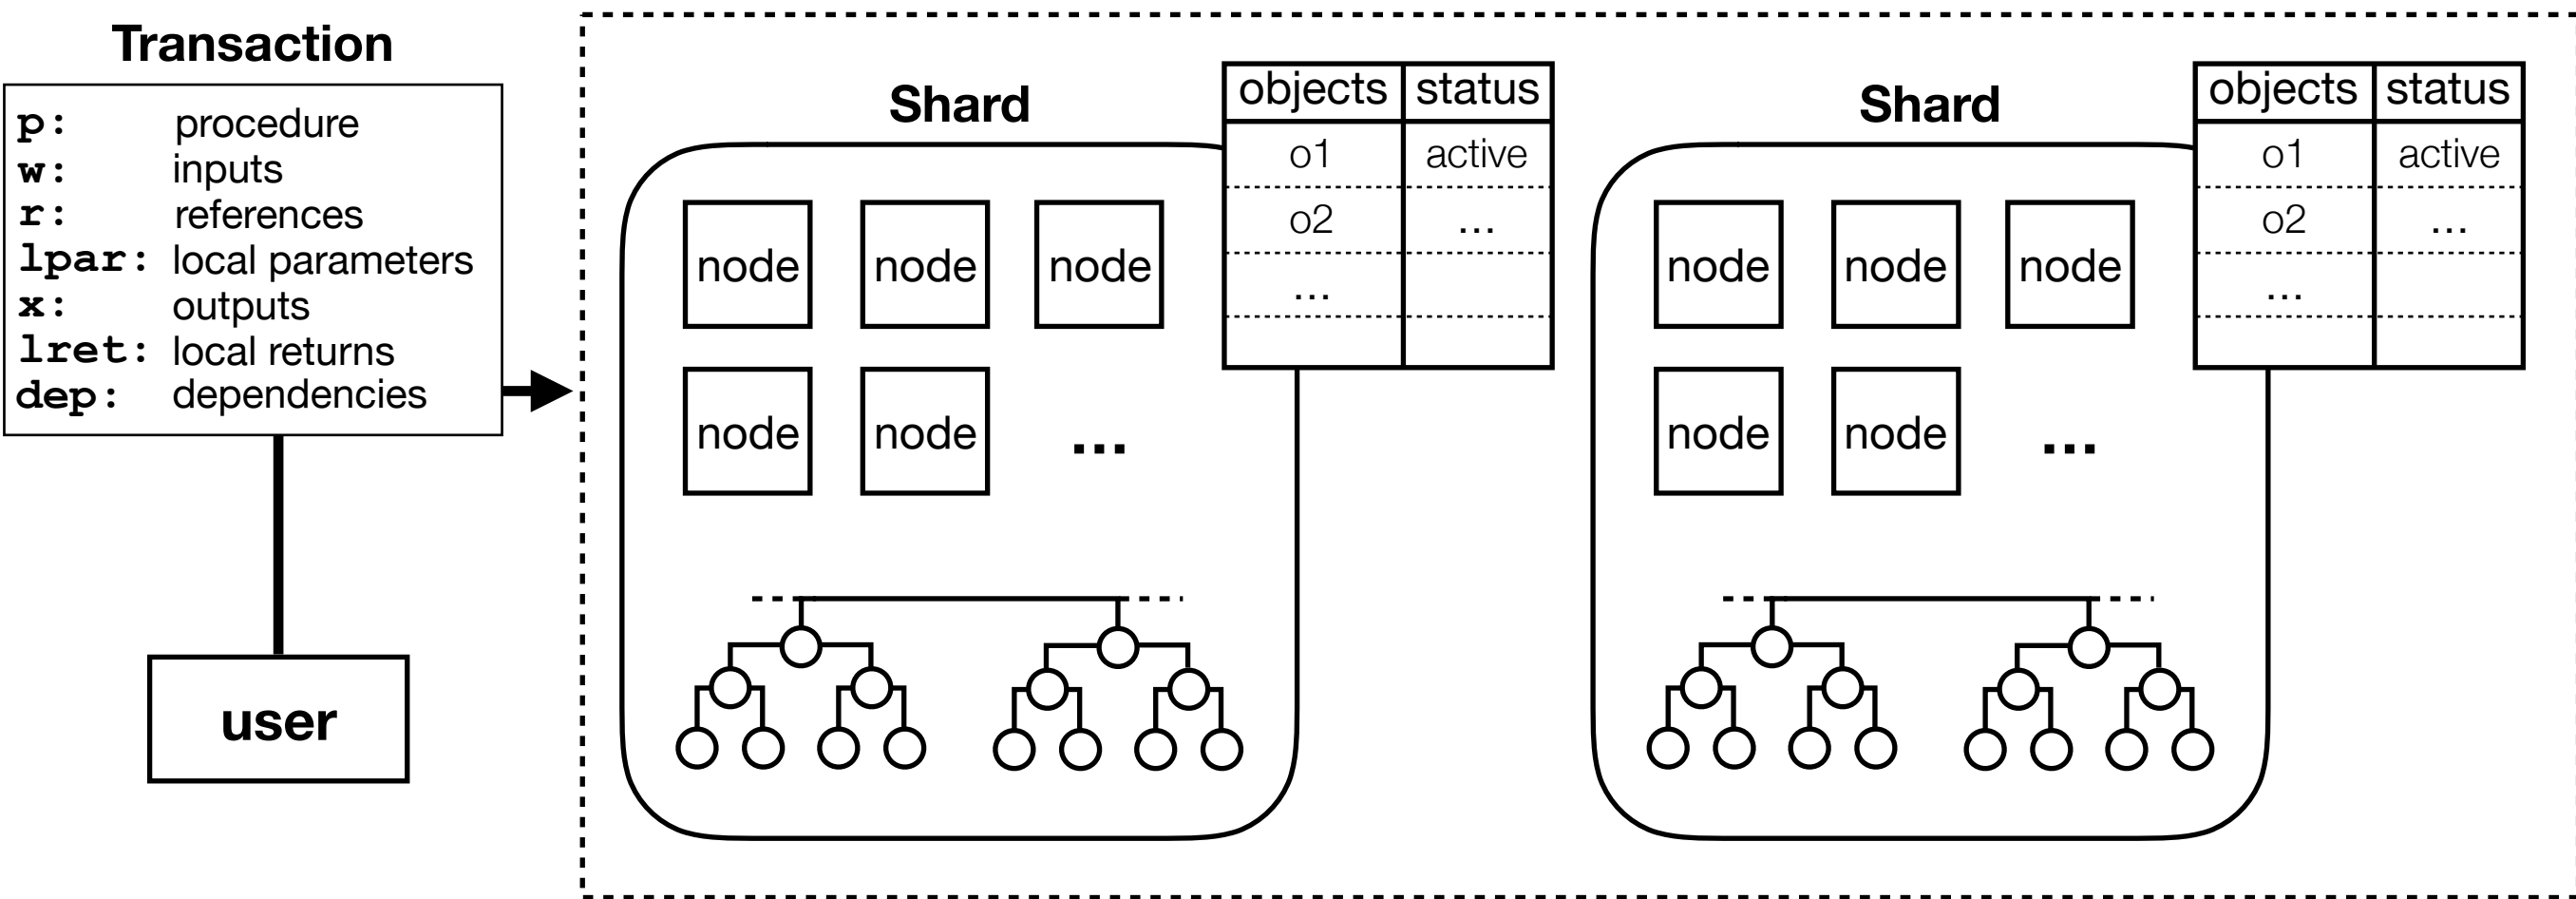 Transaction
p: procedure
w: inputs
r: references
lpar: local parameters
x: outputs
lret: local returns
dep: dependencies
user
Shard
objects status
o1 active
o2 ...
...
node node node
node node ...
Shard
objects status
o1 active
o2 ...
...
node node node
node node ...